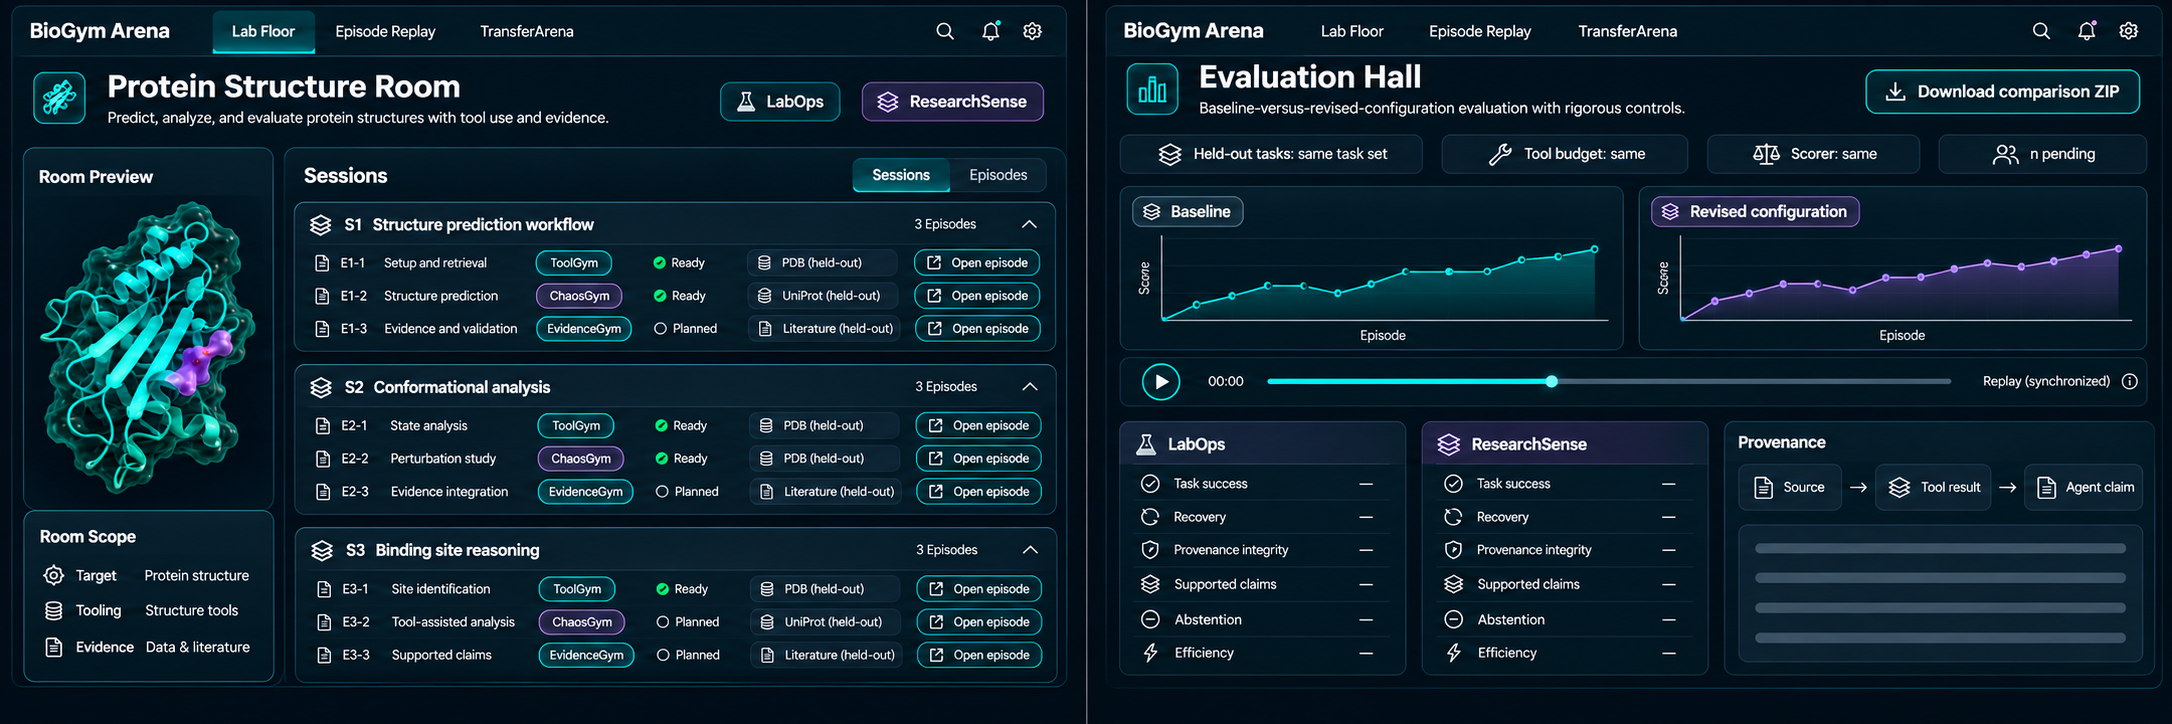 BioGym Arena
Lab Floor Episode Replay TransferArena
Protein Structure Room
Predict, analyze, and evaluate protein structures with tool use and evidence.
LabOps ResearchSense
Room Preview
Room Scope
Target Protein structure
Tooling Structure tools
Evidence Data & literature
Sessions
Sessions Episodes
S1 Structure prediction workflow 3 Episodes
E1-1 Setup and retrieval ToolGym Ready PDB (held-out) Open episode
E1-2 Structure prediction ChaosGym Ready UniProt (held-out) Open episode
E1-3 Evidence and validation EvidenceGym Planned Literature (held-out) Open episode
S2 Conformational analysis 3 Episodes
E2-1 State analysis ToolGym Ready PDB (held-out) Open episode
E2-2 Perturbation study ChaosGym Ready PDB (held-out) Open episode
E2-3 Evidence integration EvidenceGym Planned Literature (held-out) Open episode
S3 Binding site reasoning 3 Episodes
E3-1 Site identification ToolGym Ready PDB (held-out) Open episode
E3-2 Tool-assisted analysis ChaosGym Planned UniProt (held-out) Open episode
E3-3 Supported claims EvidenceGym Planned Literature (held-out) Open episode
BioGym Arena
Lab Floor Episode Replay TransferArena
Evaluation Hall
Baseline-versus-revised-configuration evaluation with rigorous controls.
Download comparison ZIP
Held-out tasks: same task set Tool budget: same Scorer: same n pending
Baseline
Score
Episode
Revised configuration
Score
Episode
00:00 Replay (synchronized)
LabOps
Task success —
Recovery —
Provenance integrity —
Supported claims —
Abstention —
Efficiency —
ResearchSense
Task success —
Recovery —
Provenance integrity —
Supported claims —
Abstention —
Efficiency —
Provenance
Source → Tool result → Agent claim